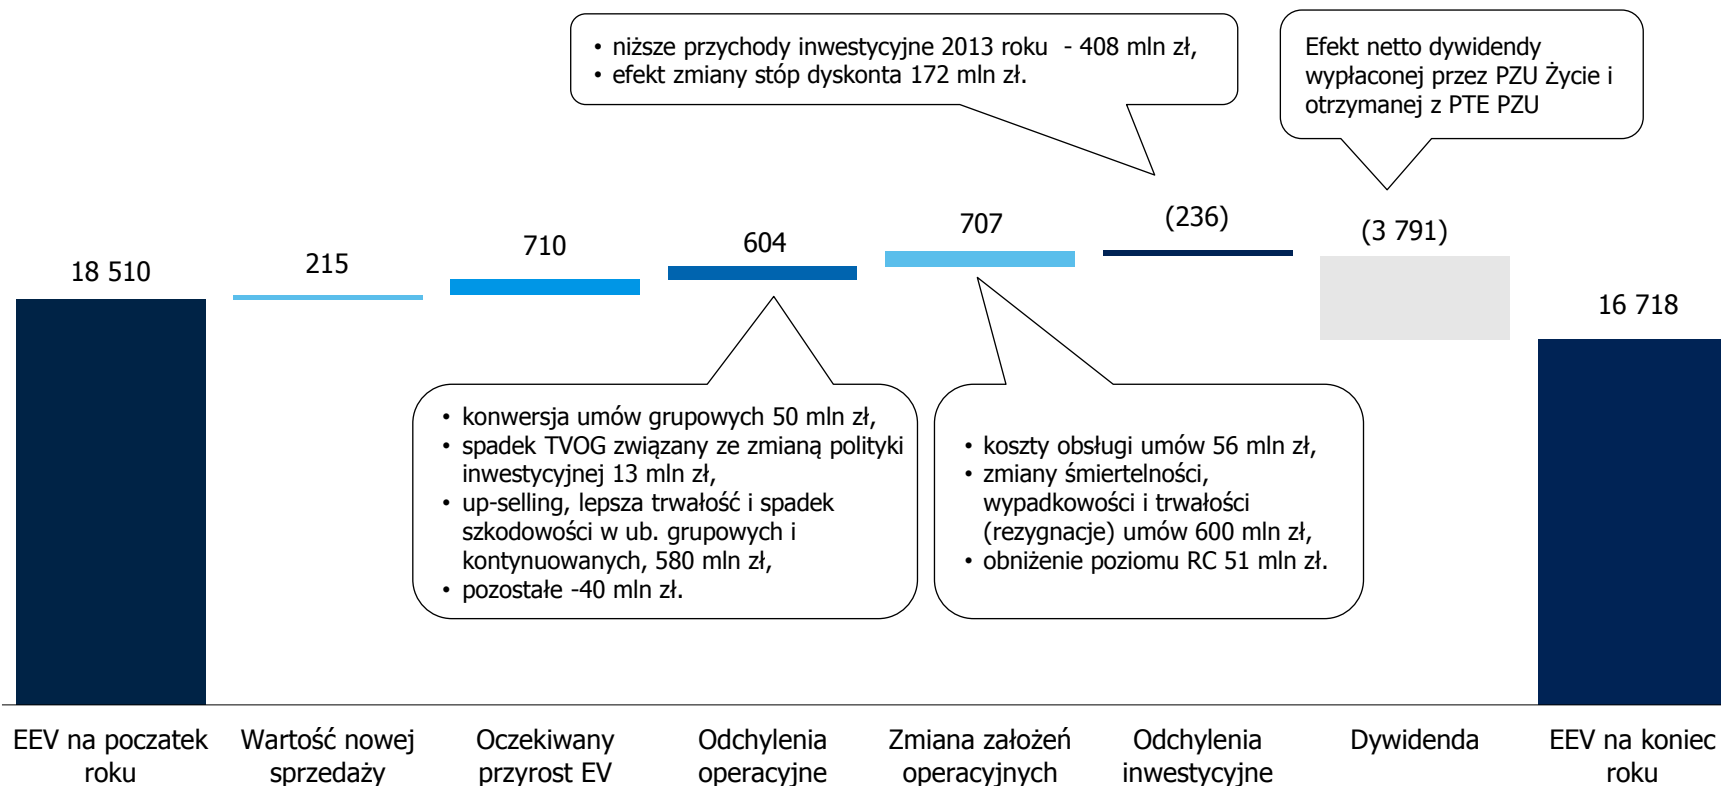 • niższe przychody inwestycyjne 2013 roku  - 408 mln zł,
• efekt zmiany stóp dyskonta 172 mln zł.
Efekt netto dywidendy
wypłaconej przez PZU Życie i
otrzymanej z PTE PZU
18 510
215
710
604
707
(236)
(3 791)
16 718
• konwersja umów grupowych 50 mln zł,
• spadek TVOG związany ze zmianą polityki
inwestycyjnej 13 mln zł,
• up-selling, lepsza trwałość i spadek
szkodowości w ub. grupowych i
kontynuowanych, 580 mln zł,
• pozostałe -40 mln zł.
• koszty obsługi umów 56 mln zł,
• zmiany śmiertelności,
wypadkowości i trwałości
(rezygnacje) umów 600 mln zł,
• obniżenie poziomu RC 51 mln zł.
EEV na poczatek
roku
Wartość nowej
sprzedaży
Oczekiwany
przyrost EV
Odchylenia
operacyjne
Zmiana założeń
operacyjnych
Odchylenia
inwestycyjne
Dywidenda
EEV na koniec
roku